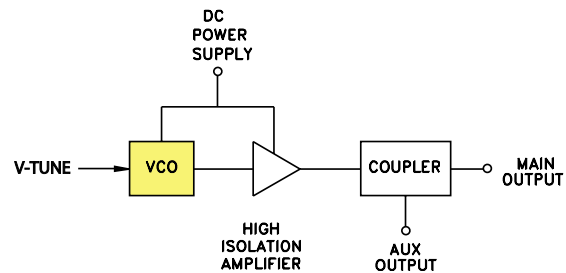 DC
POWER
SUPPLY
V-TUNE
VCO
COUPLER
MAIN
OUTPUT
HIGH
ISOLATION
AMPLIFIER
AUX
OUTPUT